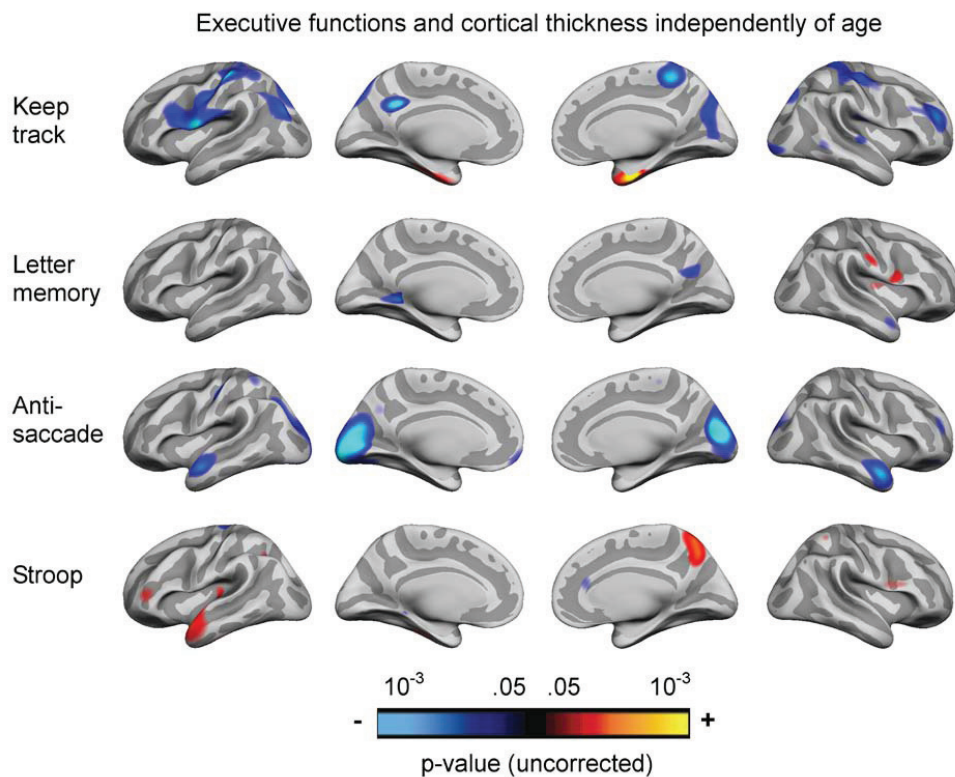 Executive functions and cortical thickness independently of age
Keep
track
Letter
memory
Anti-
saccade
Stroop
10-3 .05 .05 10-3
- +
p-value (uncorrected)